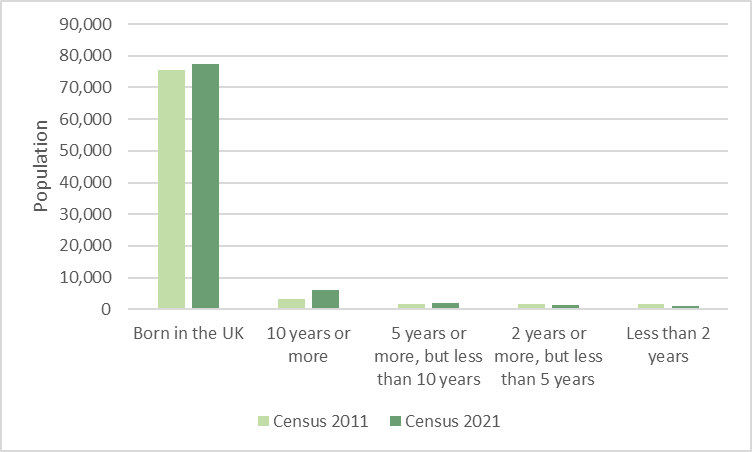 90,000
80,000
70,000
60,000
50,000
40,000
30,000
20,000
10,000
0
Population
Born in the UK
10 years or
more
5 years or
more, but less
than 10 years
2 years or
more, but less
than 5 years
Less than 2
years
Census 2011
Census 2021